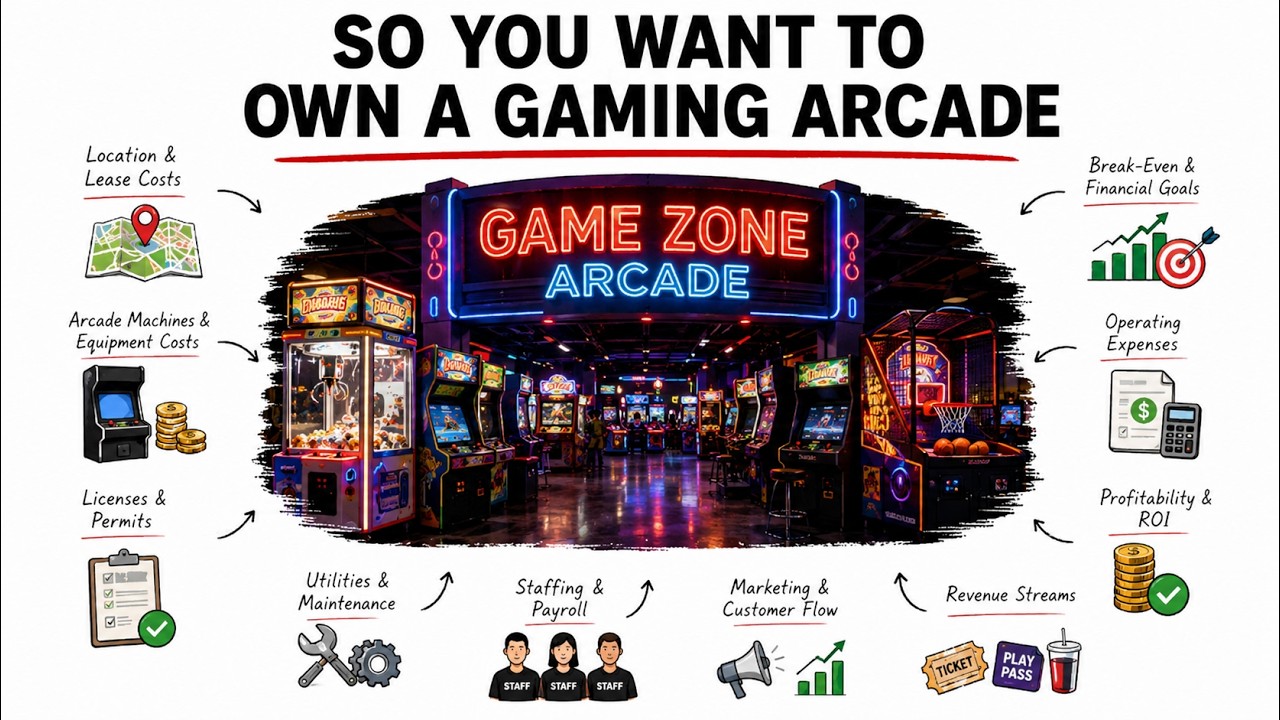 SO YOU WANT TO
OWN A GAMING ARCADE
Location &
Lease Costs
Arcade Machines &
Equipment Costs
Licenses &
Permits
GAME ZONE
ARCADE
Break-Even &
Financial Goals
Operating
Expenses
$
Profitability &
ROI
Utilities &
Maintenance
Staffing &
Payroll
STAFF
STAFF
STAFF
Marketing &
Customer Flow
Revenue Streams
TICKET
PLAY
PASS